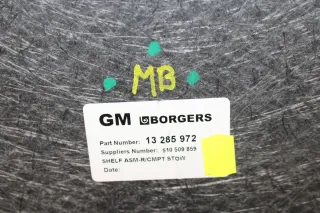 MB
GM BORGERS
Part Number: 13 285 972
Suppliers Number: 510 509 859
SHELF ASM-R/CMPT STOW
Date: